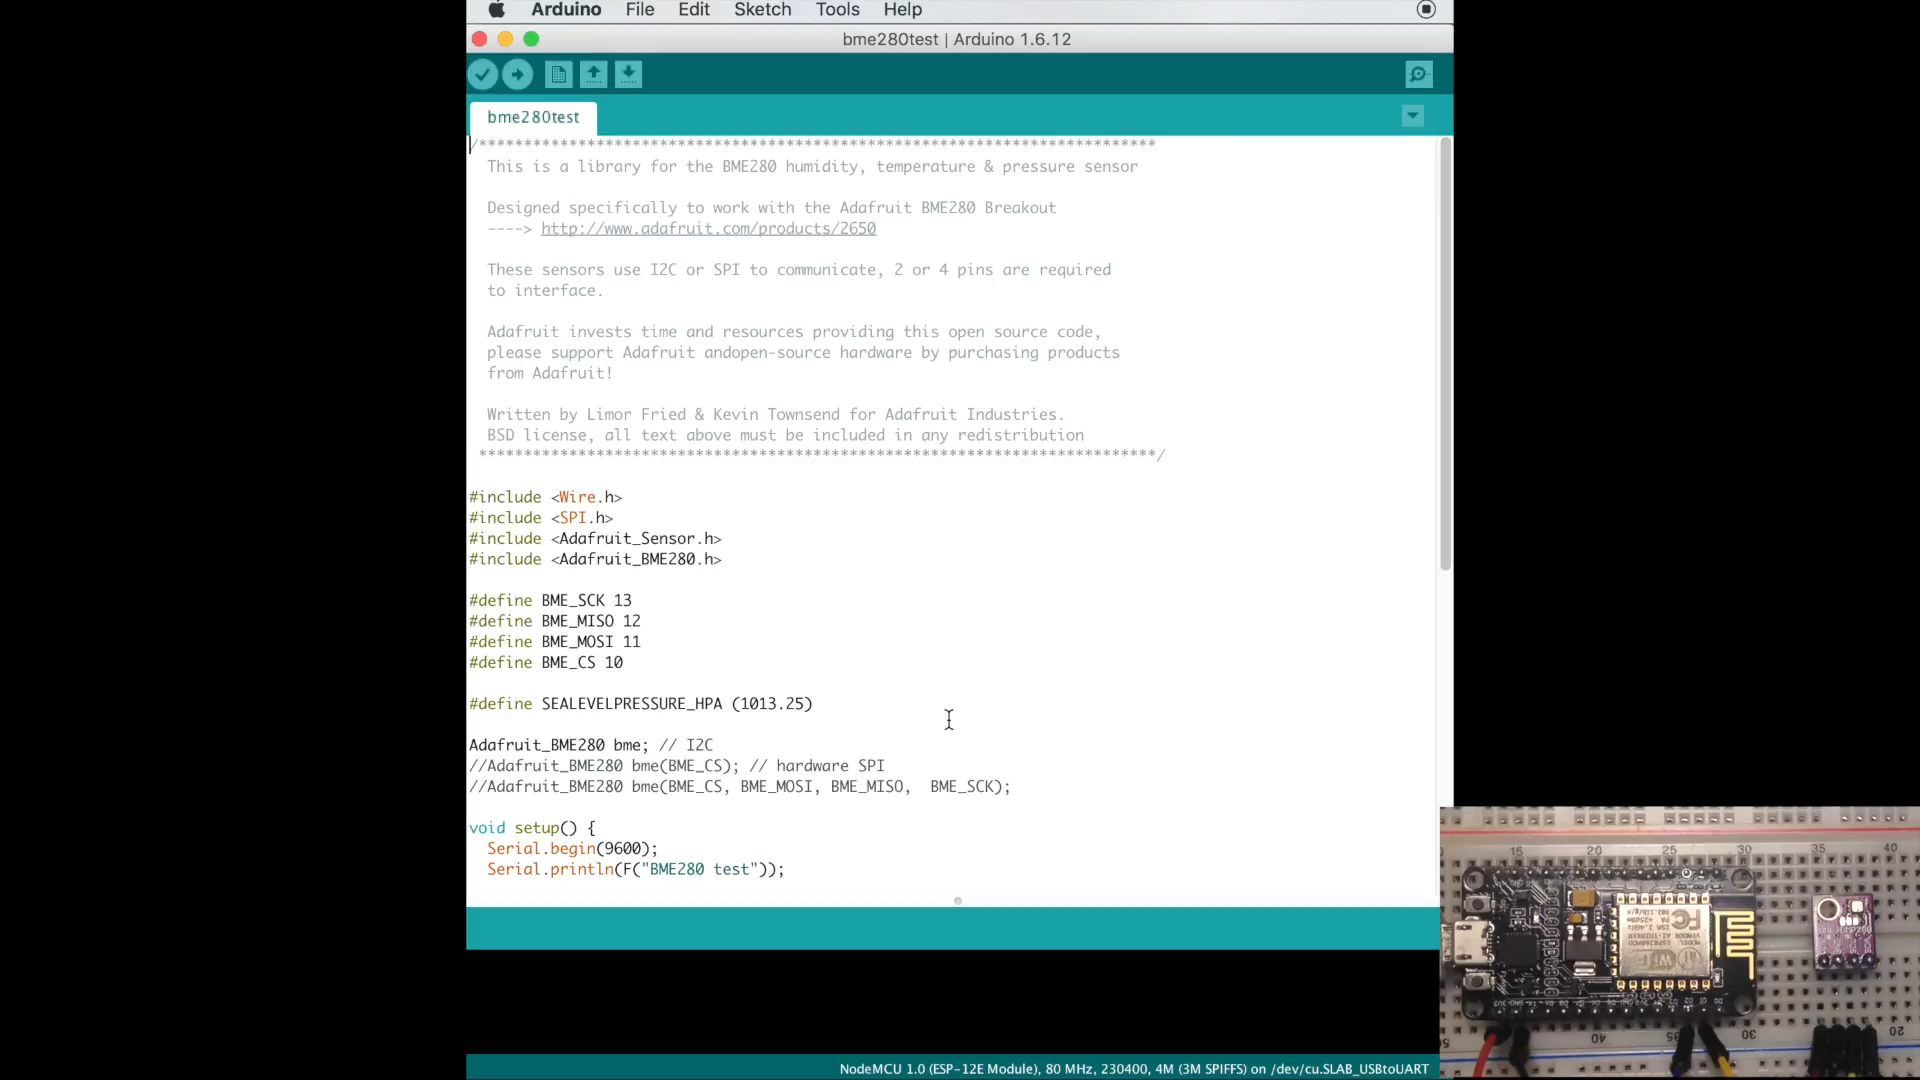 Arduino File Edit Sketch Tools Help
bme280test | Arduino 1.6.12
bme280test
/***************************************************************************
This is a library for the BME280 humidity, temperature & pressure sensor
Designed specifically to work with the Adafruit BME280 Breakout
----> http://www.adafruit.com/products/2650
These sensors use I2C or SPI to communicate, 2 or 4 pins are required
to interface.
Adafruit invests time and resources providing this open source code,
please support Adafruit andopen-source hardware by purchasing products
from Adafruit!
Written by Limor Fried & Kevin Townsend for Adafruit Industries.
BSD license, all text above must be included in any redistribution
***************************************************************************/
#include <Wire.h>
#include <SPI.h>
#include <Adafruit_Sensor.h>
#include <Adafruit_BME280.h>
#define BME_SCK 13
#define BME_MISO 12
#define BME_MOSI 11
#define BME_CS 10
#define SEALEVELPRESSURE_HPA (1013.25)
Adafruit_BME280 bme; // I2C
//Adafruit_BME280 bme(BME_CS); // hardware SPI
//Adafruit_BME280 bme(BME_CS, BME_MOSI, BME_MISO,  BME_SCK);
void setup() {
Serial.begin(9600);
Serial.println(F("BME280 test"));
15 20 25 30 35 40
40 35 30 20
NodeMCU 1.0 (ESP-12E Module), 80 MHz, 230400, 4M (3M SPIFFS) on /dev/cu.SLAB_USBtoUART